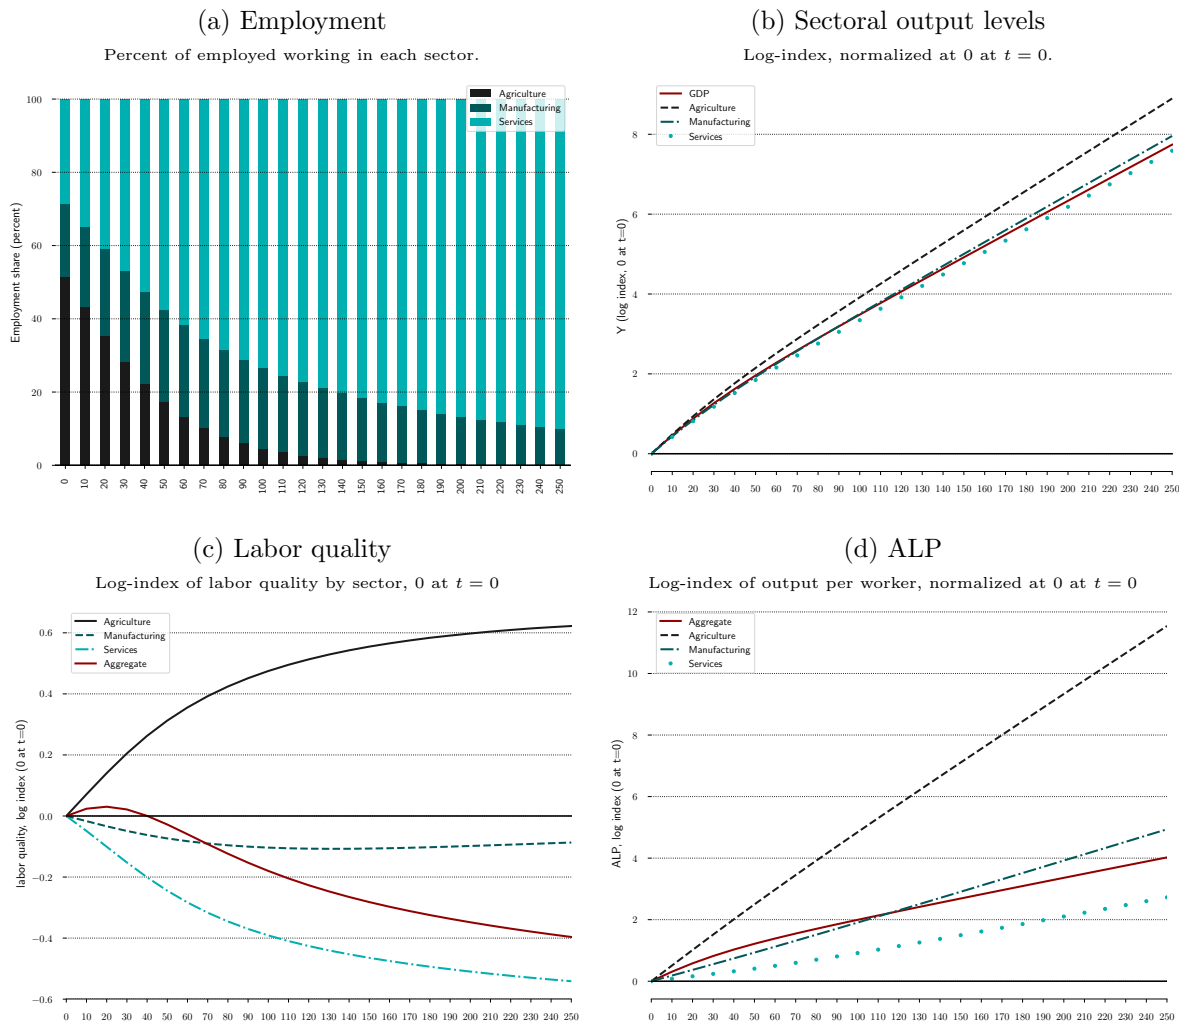 (a) Employment
Percent of employed working in each sector.
Employment share (percent)
100
80
60
40
20
0
Agriculture
Manufacturing
Services
0 10 20 30 40 50 60 70 80 90 100 110 120 130 140 150 160 170 180 190 200 210 220 230 240 250
(b) Sectoral output levels
Log-index, normalized at 0 at t = 0.
Y (log index, 0 at t=0)
8
6
4
2
0
GDP
Agriculture
Manufacturing
Services
0 10 20 30 40 50 60 70 80 90 100 110 120 130 140 150 160 170 180 190 200 210 220 230 240 250
(c) Labor quality
Log-index of labor quality by sector, 0 at t = 0
labor quality, log index (0 at t=0)
0.6
0.4
0.2
0.0
−0.2
−0.4
−0.6
Agriculture
Manufacturing
Services
Aggregate
0 10 20 30 40 50 60 70 80 90 100 110 120 130 140 150 160 170 180 190 200 210 220 230 240 250
(d) ALP
Log-index of output per worker, normalized at 0 at t = 0
ALP, log index (0 at t=0)
12
10
8
6
4
2
0
Aggregate
Agriculture
Manufacturing
Services
0 10 20 30 40 50 60 70 80 90 100 110 120 130 140 150 160 170 180 190 200 210 220 230 240 250